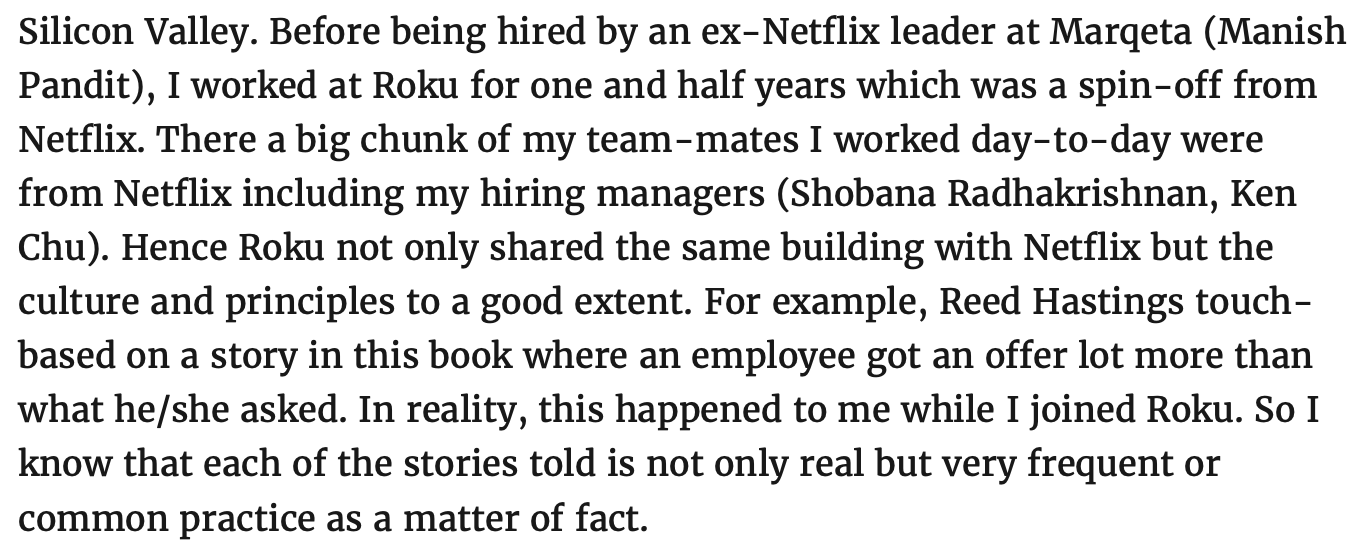 Silicon Valley. Before being hired by an ex-Netflix leader at Marqeta (Manish
Pandit), I worked at Roku for one and half years which was a spin-off from
Netflix. There a big chunk of my team-mates I worked day-to-day were
from Netflix including my hiring managers (Shobana Radhakrishnan, Ken
Chu). Hence Roku not only shared the same building with Netflix but the
culture and principles to a good extent. For example, Reed Hastings touch-
based on a story in this book where an employee got an offer lot more than
what he/she asked. In reality, this happened to me while I joined Roku. So I
know that each of the stories told is not only real but very frequent or
common practice as a matter of fact.